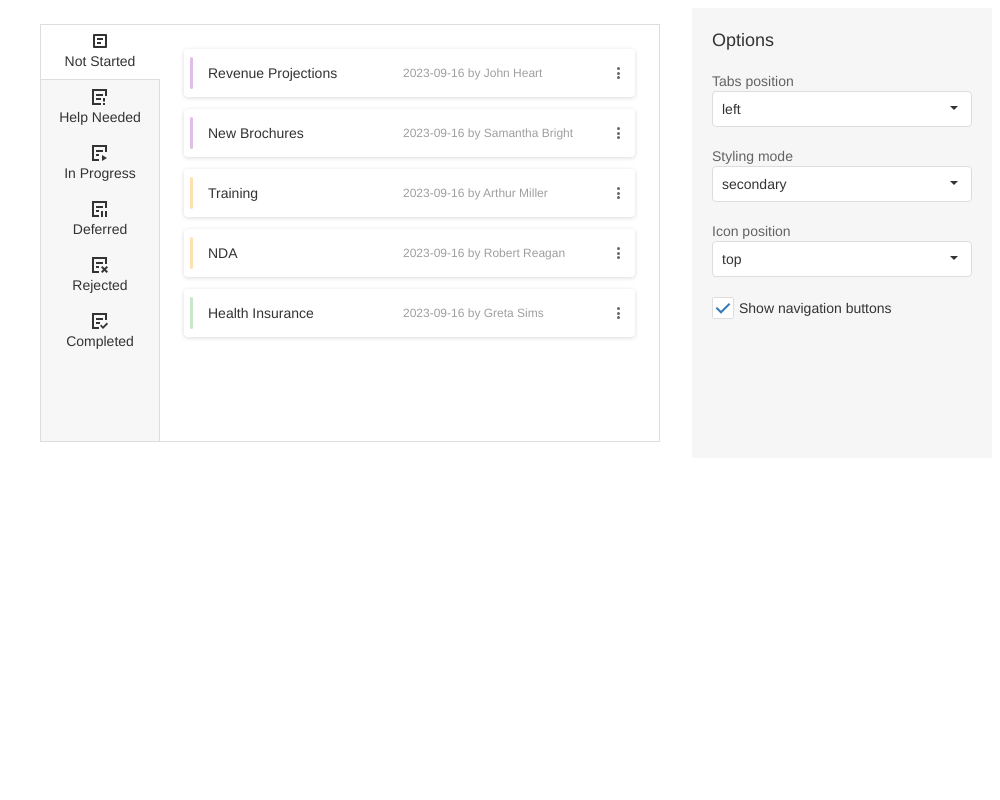 Not Started
Help Needed
In Progress
Deferred
Rejected
Completed
Revenue Projections 2023-09-16 by John Heart
New Brochures 2023-09-16 by Samantha Bright
Training 2023-09-16 by Arthur Miller
NDA 2023-09-16 by Robert Reagan
Health Insurance 2023-09-16 by Greta Sims
Options
Tabs position
left
Styling mode
secondary
Icon position
top
Show navigation buttons